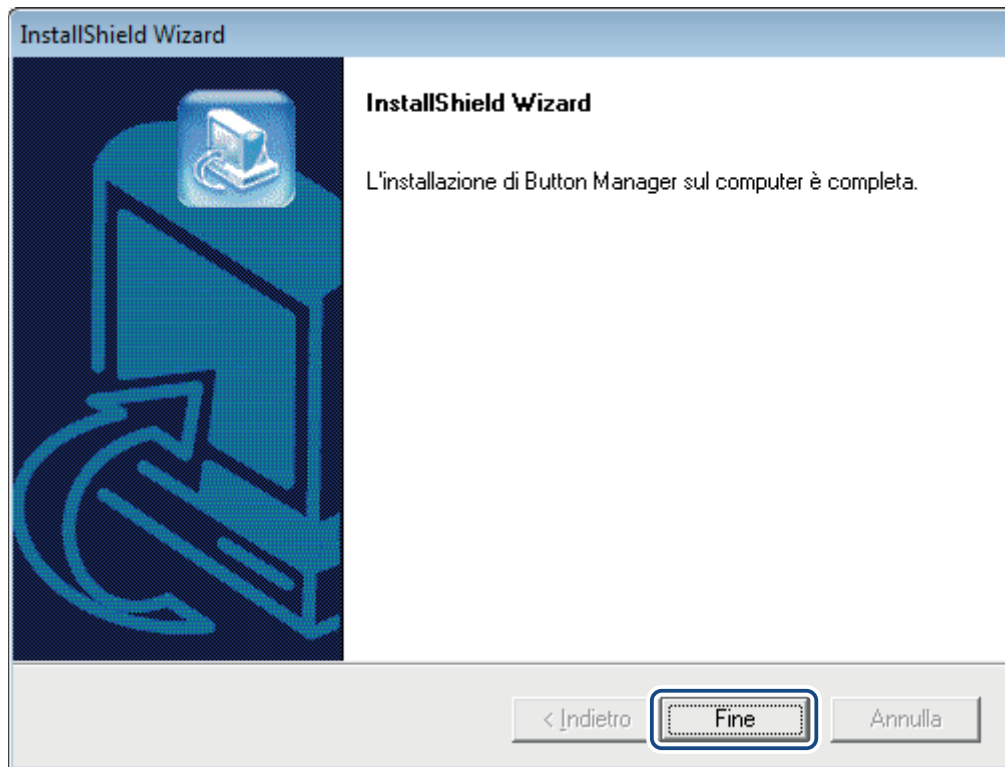 InstallShield Wizard
InstallShield Wizard
L'installazione di Button Manager sul computer è completa.
< Indietro
Fine
Annulla